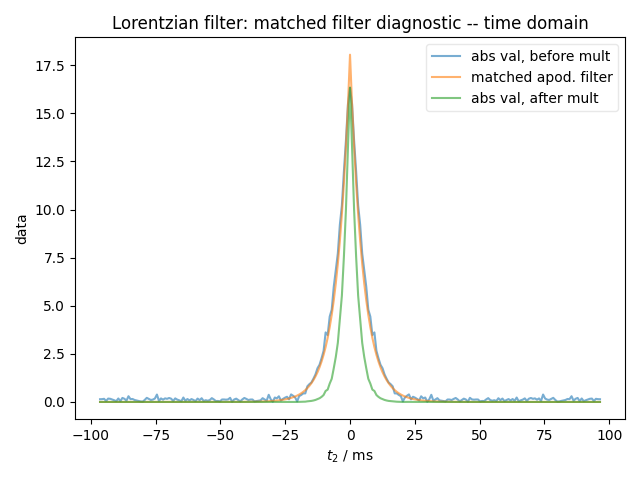 Lorentzian filter: matched filter diagnostic -- time domain
abs val, before mult
matched apod. filter
abs val, after mult
data
17.5
15.0
12.5
10.0
7.5
5.0
2.5
0.0
−100 −75 −50 −25 0 25 50 75 100
t₂ / ms